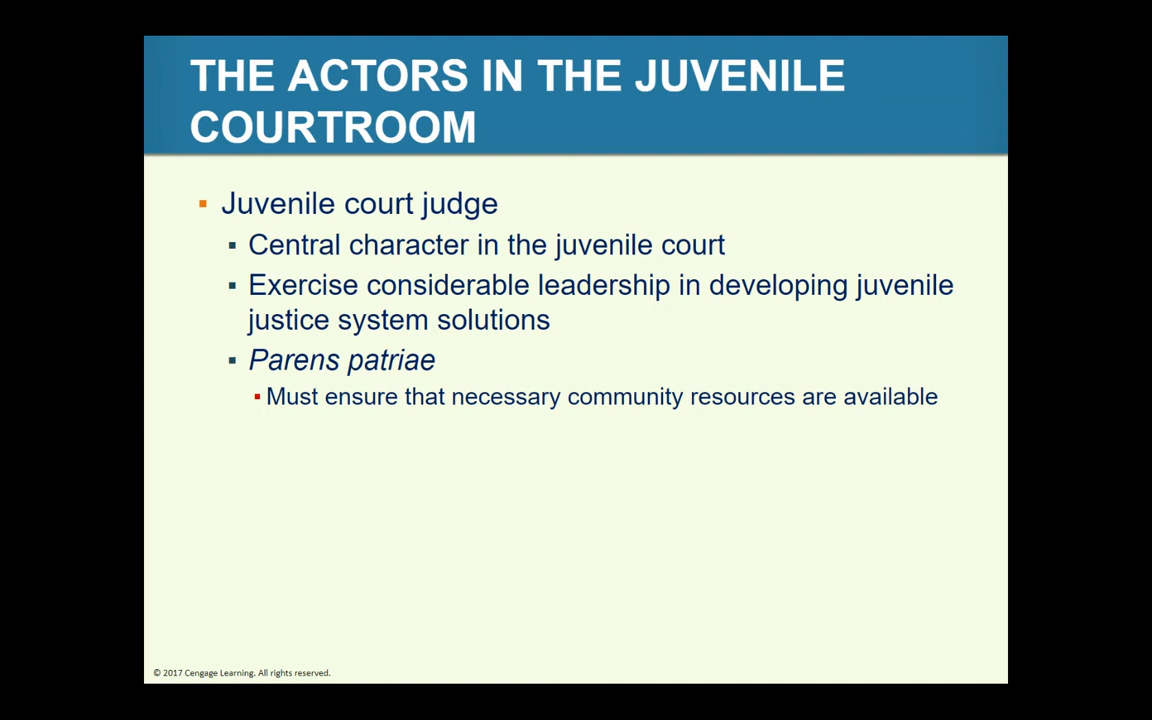 THE ACTORS IN THE JUVENILE
COURTROOM
Juvenile court judge
Central character in the juvenile court
Exercise considerable leadership in developing juvenile
justice system solutions
Parens patriae
Must ensure that necessary community resources are available
© 2017 Cengage Learning. All rights reserved.